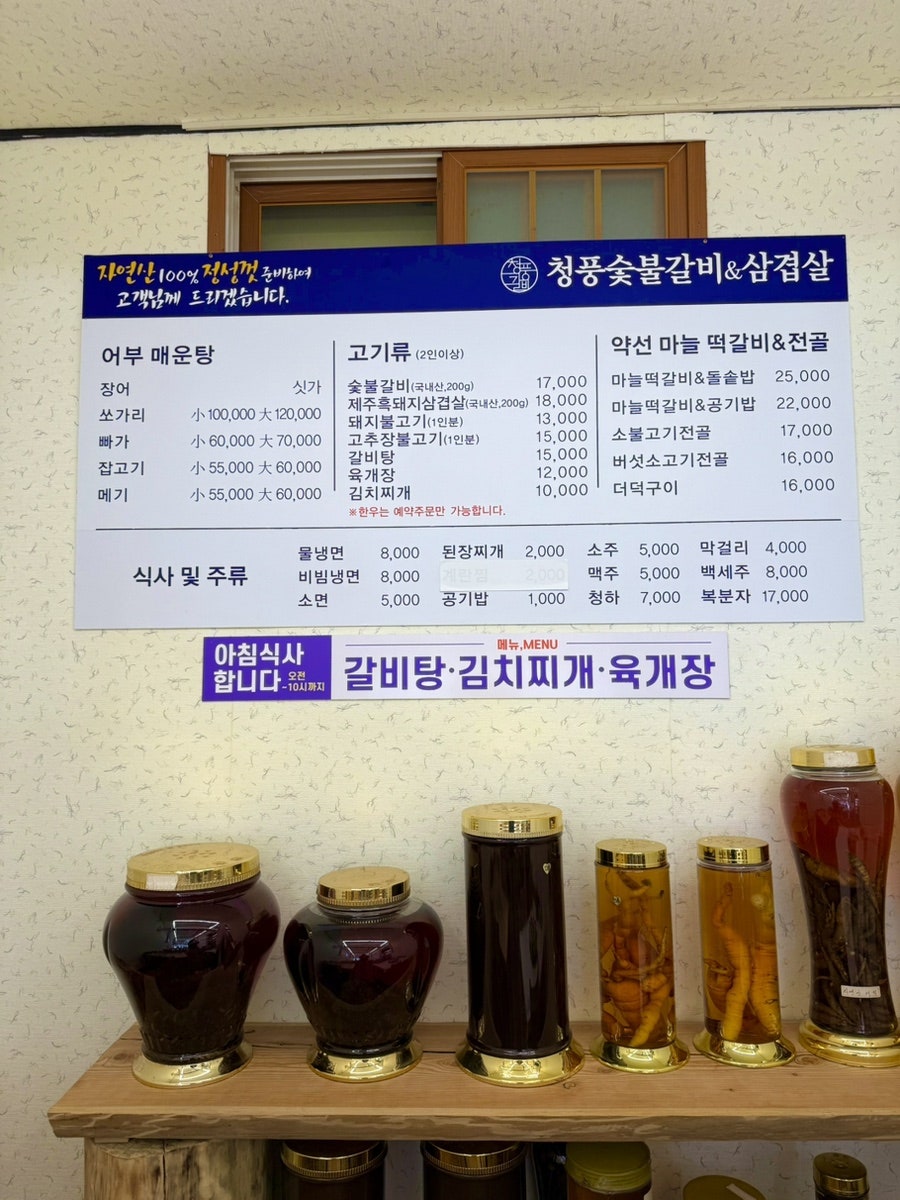 자연산 100% 정성껏 준비하여
고객님께 드리겠습니다.
청풍갈비
청풍숯불갈비&삼겹살
어부 매운탕
장어 싯가
쏘가리 小 100,000 大 120,000
빠가 小 60,000 大 70,000
잡고기 小 55,000 大 60,000
메기 小 55,000 大 60,000
고기류 (2인이상)
숯불갈비(국내산,200g) 17,000
제주흑돼지삼겹살(국내산,200g) 18,000
돼지불고기(1인분) 13,000
고추장불고기(1인분) 15,000
갈비탕 15,000
육개장 12,000
김치찌개 10,000
※한우는 예약주문만 가능합니다.
약선 마늘 떡갈비&전골
마늘떡갈비&돌솥밥 25,000
마늘떡갈비&공기밥 22,000
소불고기전골 17,000
버섯소고기전골 16,000
더덕구이 16,000
식사 및 주류
물냉면 8,000 된장찌개 2,000 소주 5,000 막걸리 4,000
비빔냉면 8,000 계란찜 2,000 맥주 5,000 백세주 8,000
소면 5,000 공기밥 1,000 청하 7,000 복분자 17,000
아침식사
합니다 오전
~10시까지
메뉴,MENU
갈비탕·김치찌개·육개장